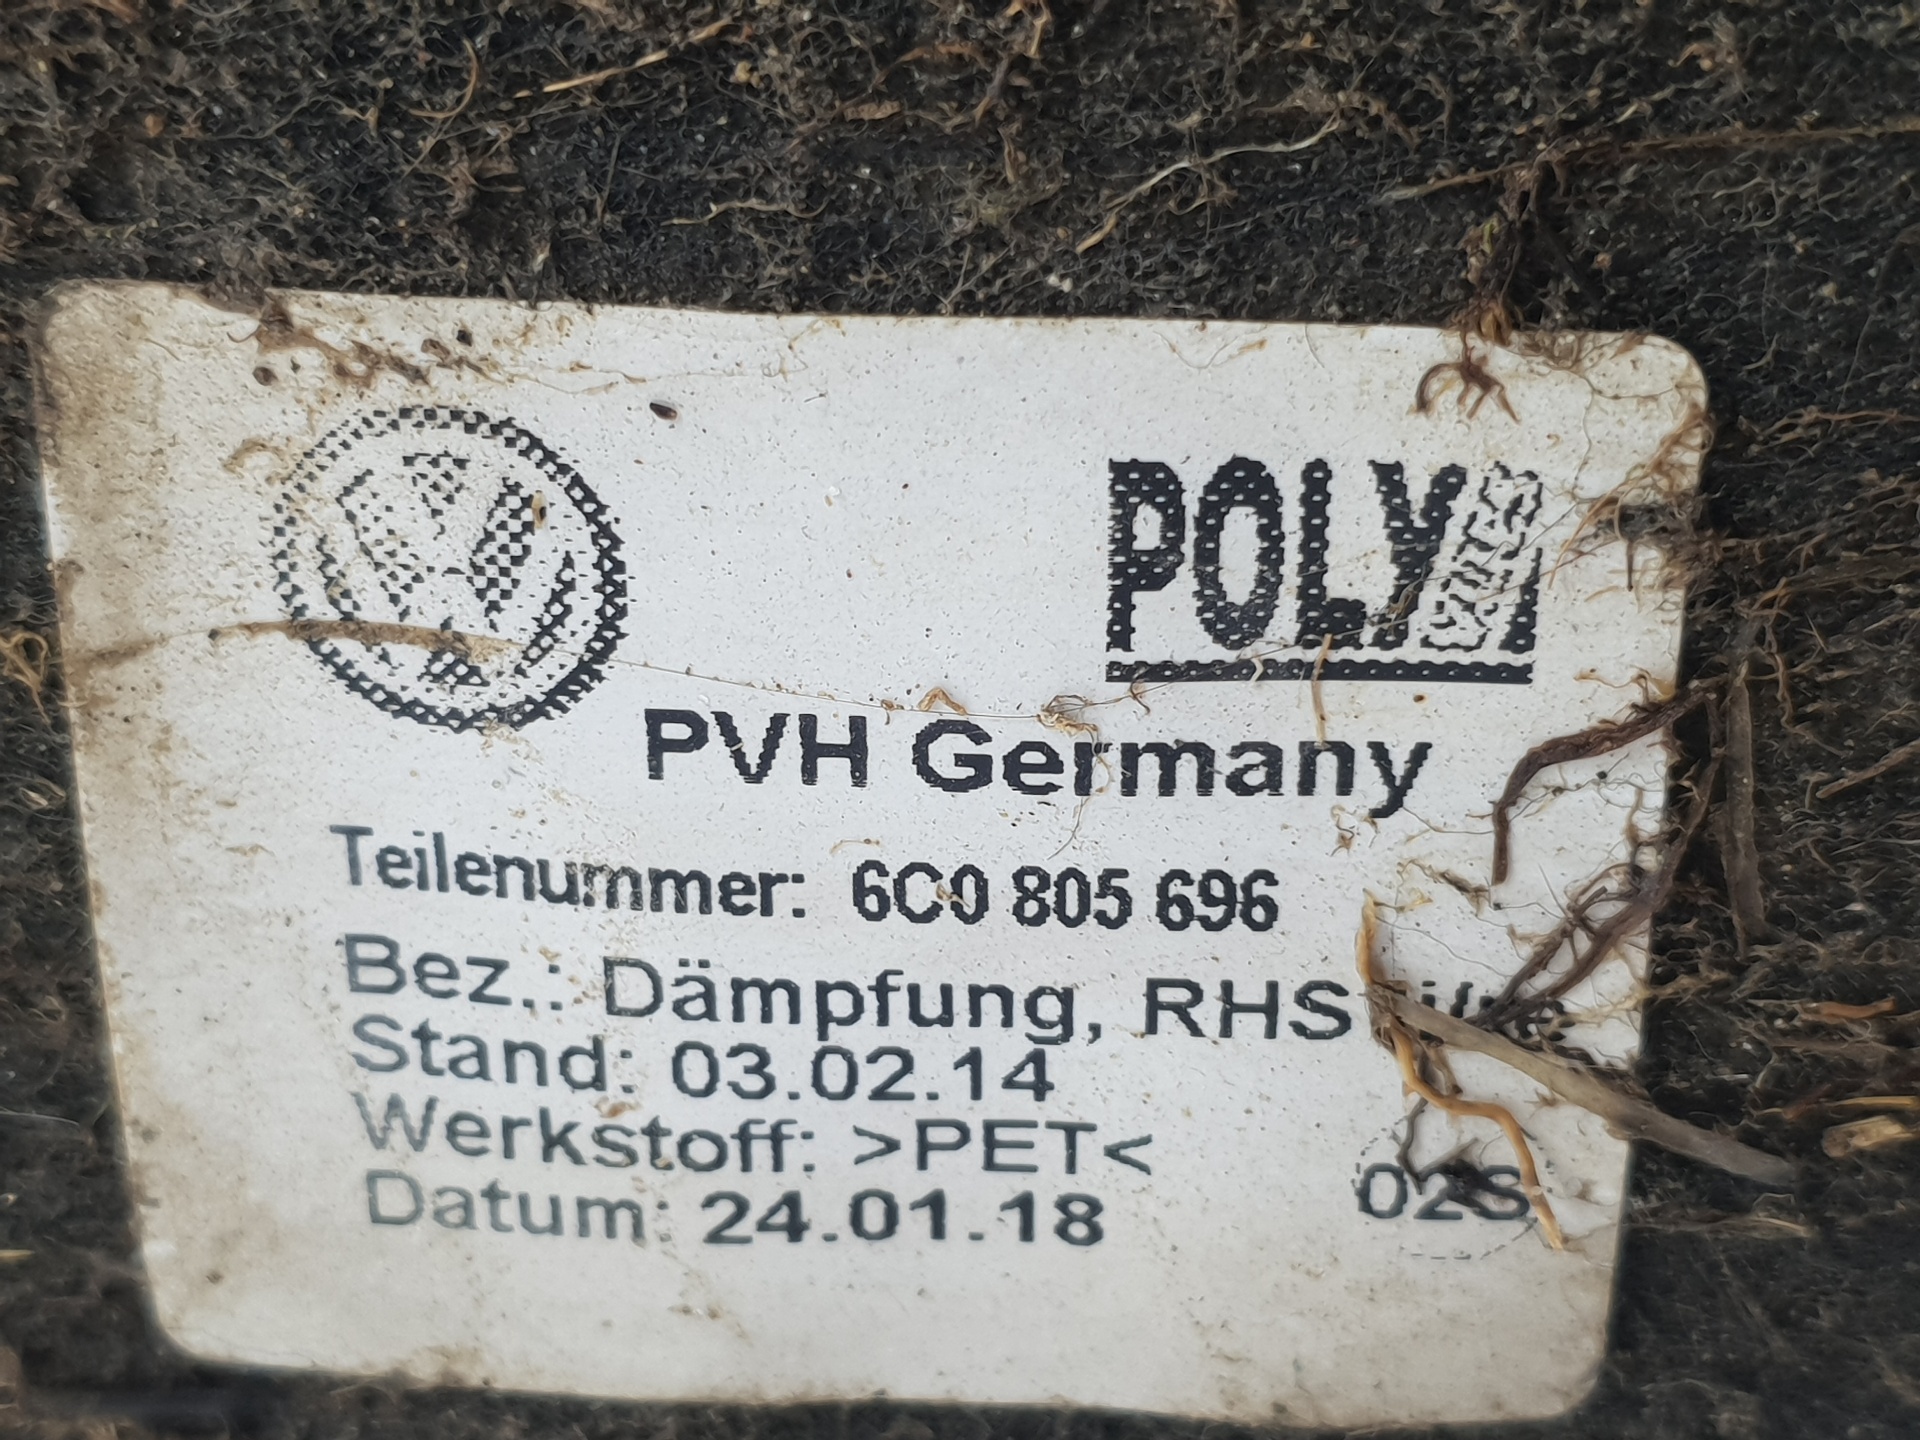 POLY
PVH Germany
Teilenummer: 6C0 805 696
Bez.: Dämpfung, RHS
Stand: 03.02.14
Werkstoff: >PET<
Datum: 24.01.18
02S